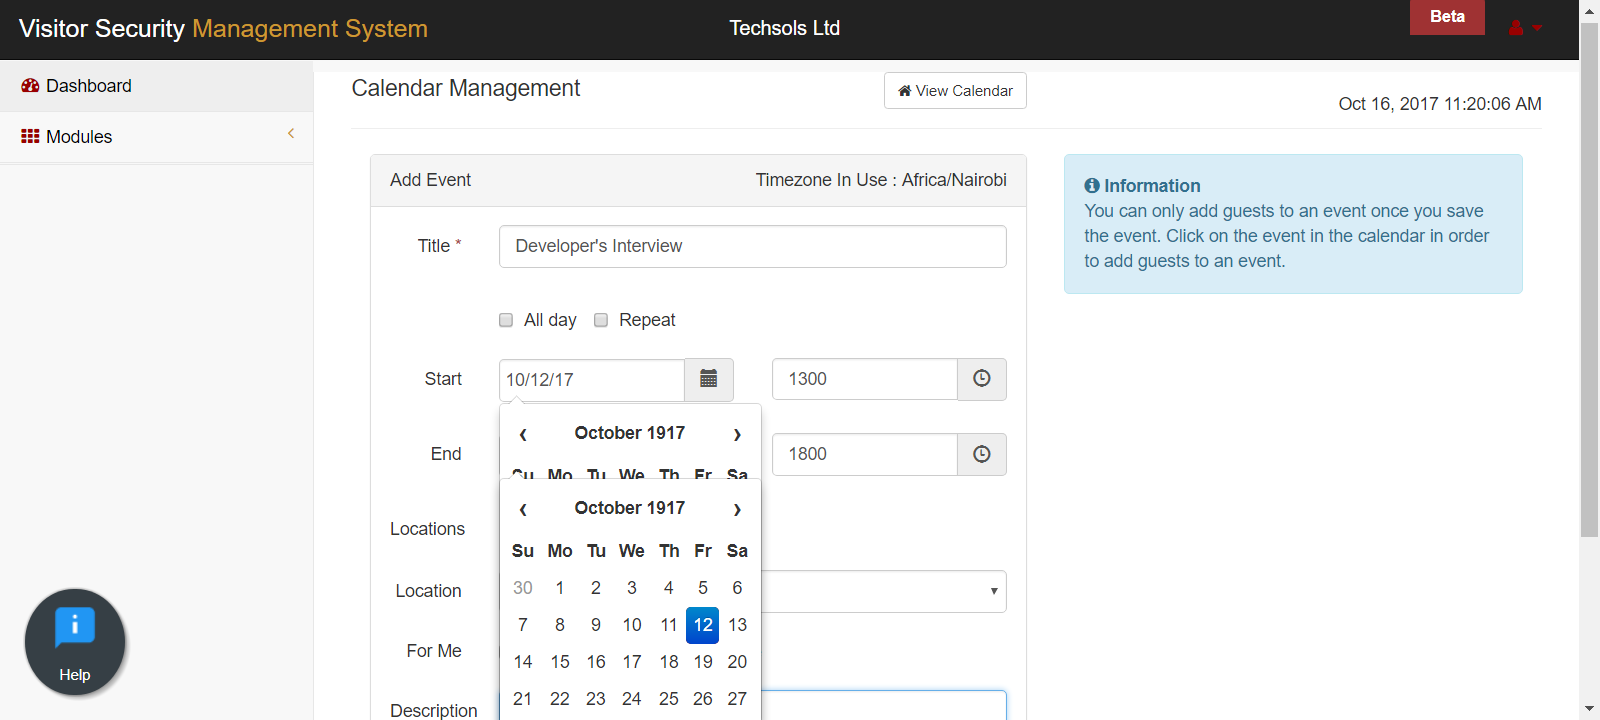 Visitor Security Management System
Techsols Ltd
Beta
Dashboard
Modules
Calendar Management
View Calendar
Oct 16, 2017 11:20:06 AM
Add Event
Timezone In Use : Africa/Nairobi
Title *
Developer's Interview
All day
Repeat
Start
10/12/17
1300
‹ October 1917 ›
Su Mo Tu We Th Fr Sa
End
1800
‹ October 1917 ›
Su Mo Tu We Th Fr Sa
30 1 2 3 4 5 6
7 8 9 10 11 12 13
14 15 16 17 18 19 20
21 22 23 24 25 26 27
Locations
Location
For Me
Description
Information
You can only add guests to an event once you save
the event. Click on the event in the calendar in order
to add guests to an event.
Help